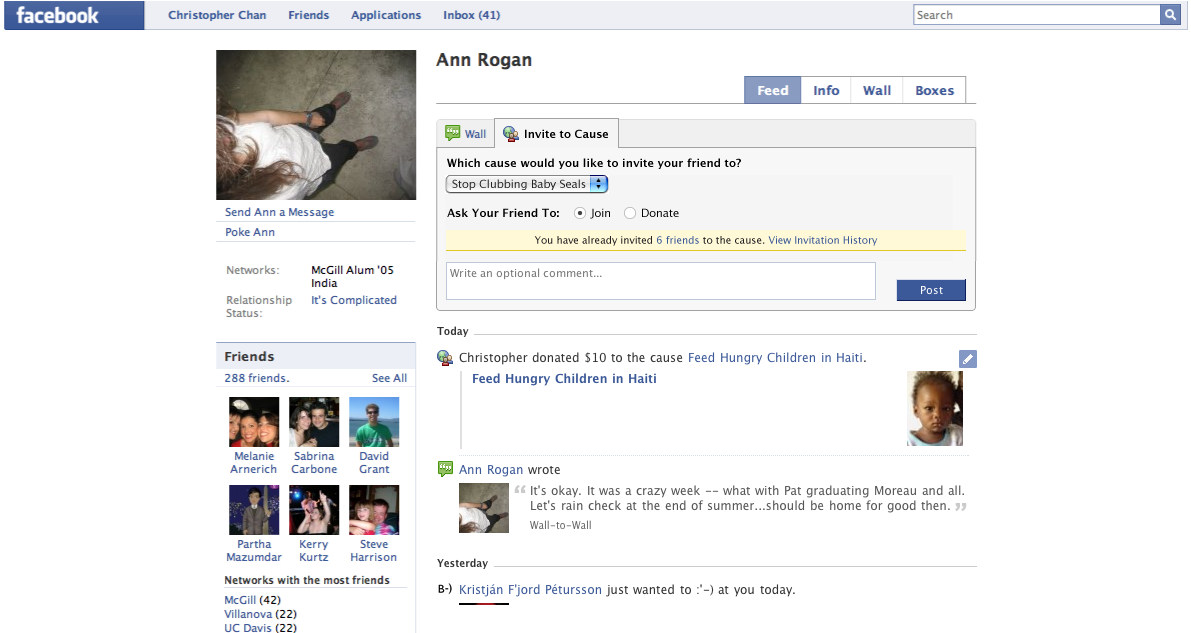 facebook
Christopher Chan Friends Applications Inbox (41)
Search
Ann Rogan
Feed Info Wall Boxes
Wall Invite to Cause
Which cause would you like to invite your friend to?
Stop Clubbing Baby Seals
Ask Your Friend To: Join Donate
You have already invited 6 friends to the cause. View Invitation History
Write an optional comment...
Post
Send Ann a Message
Poke Ann
Networks: McGill Alum '05
India
Relationship It's Complicated
Status:
Friends
288 friends. See All
Melanie Sabrina David
Arnerich Carbone Grant
Partha Kerry Steve
Mazumdar Kurtz Harrison
Networks with the most friends
McGill (42)
Villanova (22)
UC Davis (22)
Today
Christopher donated $10 to the cause Feed Hungry Children in Haiti.
Feed Hungry Children in Haiti
Ann Rogan wrote
“ It's okay. It was a crazy week -- what with Pat graduating Moreau and all.
Let's rain check at the end of summer...should be home for good then. ”
Wall-to-Wall
Yesterday
B-) Kristján F'jord Pétursson just wanted to :'-) at you today.